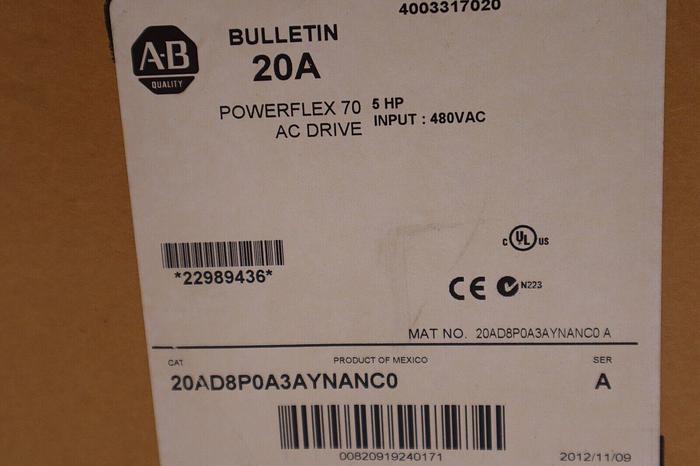 4003317020
A-B
QUALITY
BULLETIN
20A
POWERFLEX 70
AC DRIVE
5 HP
INPUT : 480VAC
*22989436*
C UL US
CE N223
MAT NO. 20AD8P0A3AYNANC0 A
CAT
PRODUCT OF MEXICO
SER
20AD8P0A3AYNANC0
A
00820919240171
2012/11/09